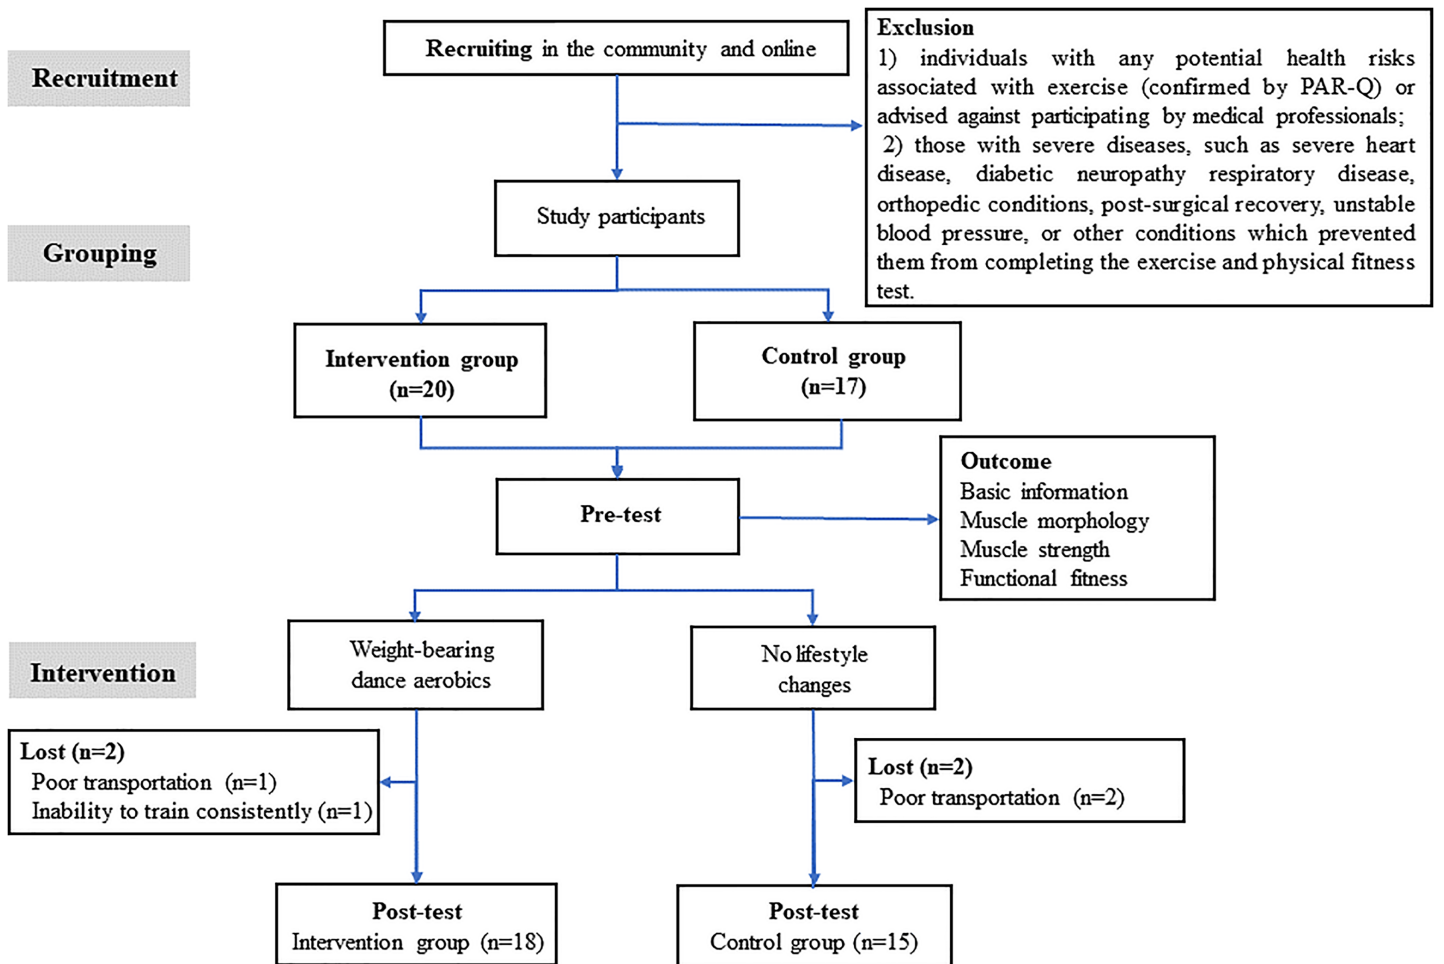 Recruiting in the community and online
Exclusion
1) individuals with any potential health risks
associated with exercise (confirmed by PAR-Q) or
advised against participating by medical professionals;
2) those with severe diseases, such as severe heart
disease, diabetic neuropathy respiratory disease,
orthopedic conditions, post-surgical recovery, unstable
blood pressure, or other conditions which prevented
them from completing the exercise and physical fitness
test.
Recruitment
Study participants
Grouping
Intervention group
(n=20)
Control group
(n=17)
Pre-test
Outcome
Basic information
Muscle morphology
Muscle strength
Functional fitness
Intervention
Weight-bearing
dance aerobics
No lifestyle
changes
Lost (n=2)
Poor transportation (n=1)
Inability to train consistently (n=1)
Lost (n=2)
Poor transportation (n=2)
Post-test
Intervention group (n=18)
Post-test
Control group (n=15)